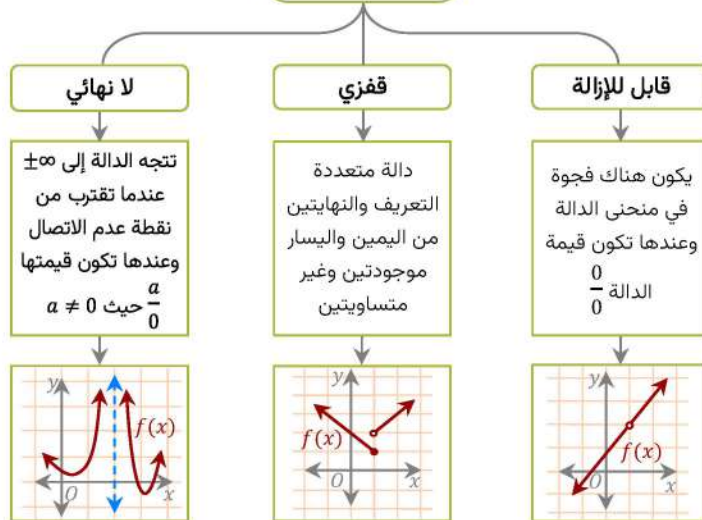 قابل للإزالة
قفزي
لا نهائي
يكون هناك فجوة
في منحنى الدالة
وعندها تكون قيمة
الدالة 0/0
دالة متعددة
التعريف والنهايتين
من اليمين واليسار
موجودتين وغير
متساويتين
تتجه الدالة إلى ±∞
عندما تقترب من
نقطة عدم الاتصال
وعندها تكون قيمتها
a/0 حيث a ≠ 0
y
f(x)
O
x
y
f(x)
O
x
y
f(x)
O
x